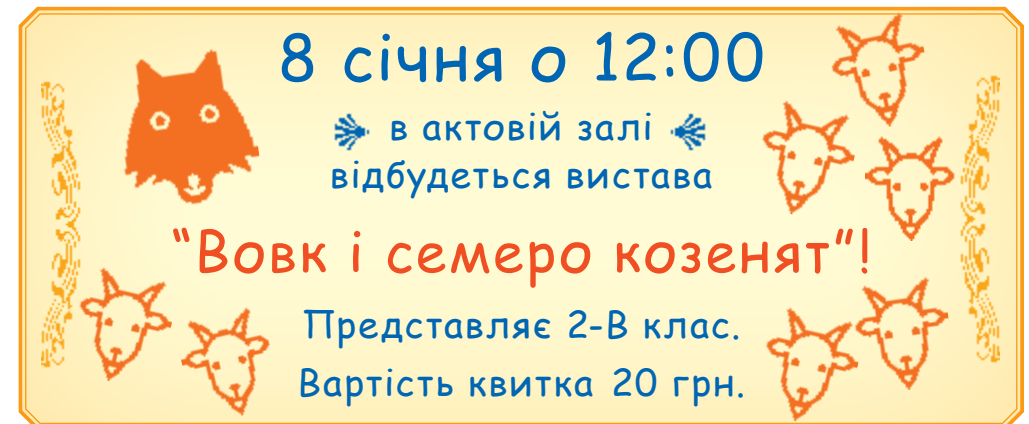 8 січня о 12:00
в актовій залі
відбудеться вистава
“Вовк і семеро козенят”!
Представляє 2-В клас.
Вартість квитка 20 грн.